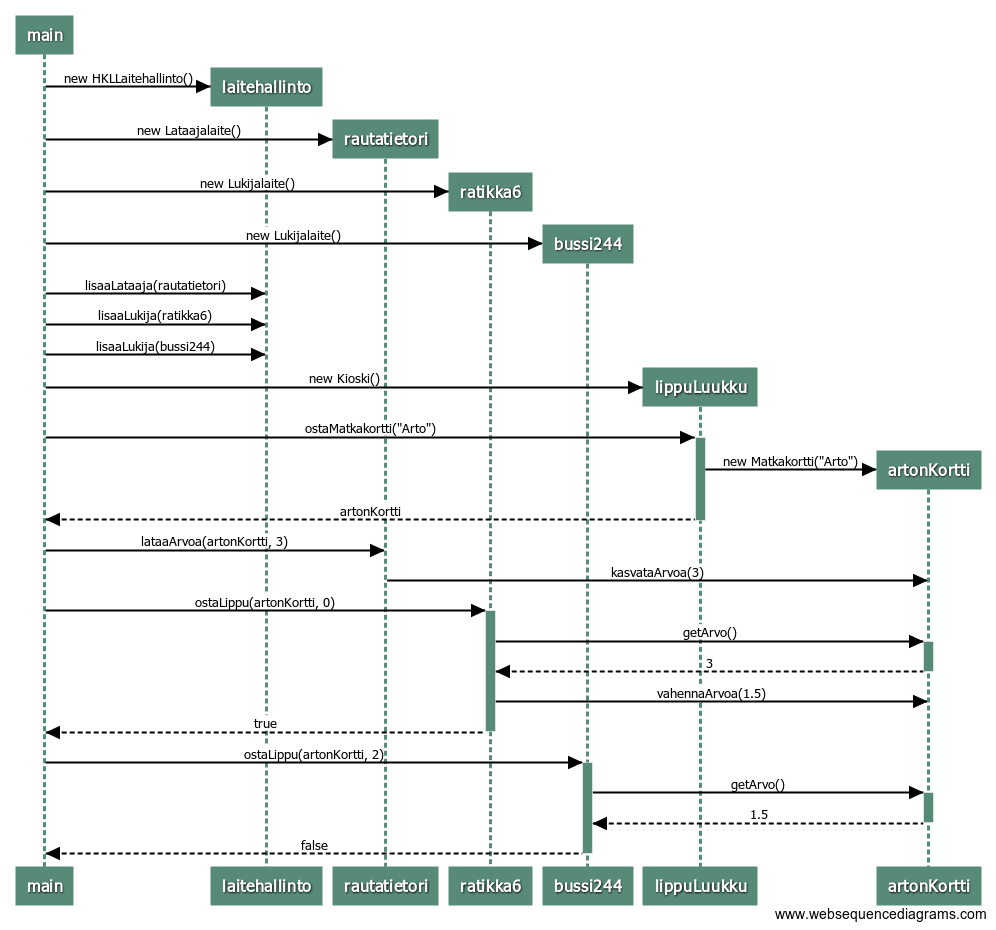 main
new HKLLaitehallinto()
laitehallinto
new Lataajalaite()
rautatietori
new Lukijalaite()
ratikka6
new Lukijalaite()
bussi244
lisaaLataaja(rautatietori)
lisaaLukija(ratikka6)
lisaaLukija(bussi244)
new Kioski()
lippuLuukku
ostaMatkakortti("Arto")
new Matkakortti("Arto")
artonKortti
artonKortti
lataaArvoa(artonKortti, 3)
kasvataArvoa(3)
ostaLippu(artonKortti, 0)
getArvo()
3
vahennaArvoa(1.5)
true
ostaLippu(artonKortti, 2)
getArvo()
1.5
false
main laitehallinto rautatietori ratikka6 bussi244 lippuLuukku artonKortti
www.websequencediagrams.com